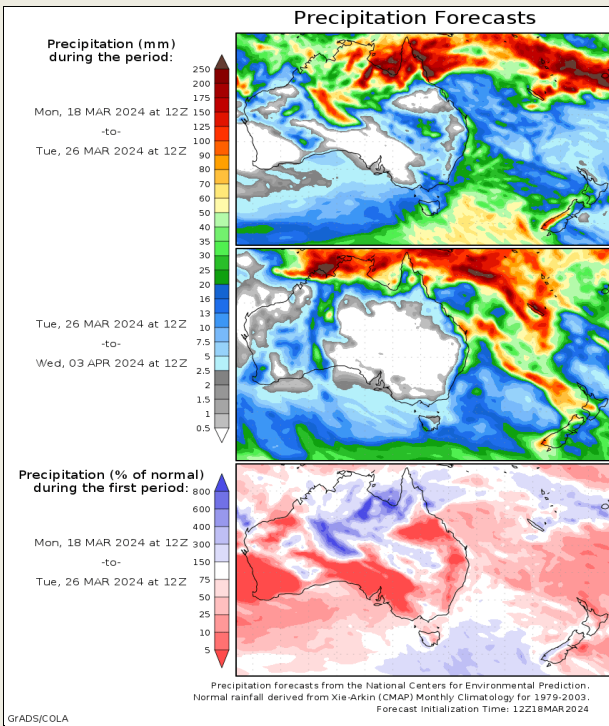 Precipitation Forecasts
Precipitation (mm)
during the period:
Mon, 18 MAR 2024 at 12Z
-to-
Tue, 26 MAR 2024 at 12Z
250
200
175
150
125
100
90
80
70
60
50
40
35
30
25
20
16
13
10
7.5
5
2.5
2
1.5
1
0.5
Tue, 26 MAR 2024 at 12Z
-to-
Wed, 03 APR 2024 at 12Z
Precipitation (% of normal)
during the first period:
Mon, 18 MAR 2024 at 12Z
-to-
Tue, 26 MAR 2024 at 12Z
800
600
400
300
150
75
50
25
10
5
Precipitation forecasts from the National Centers for Environmental Prediction.
Normal rainfall derived from Xie-Arkin (CMAP) Monthly Climatology for 1979-2003.
Forecast Initialization Time: 12Z18MAR2024
GrADS/COLA